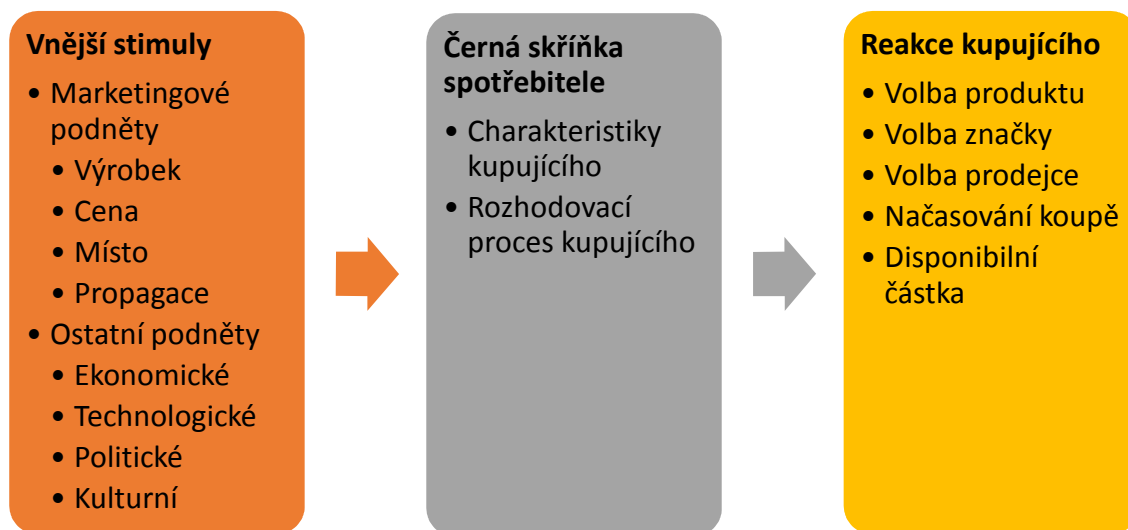 Vnější stimuly
• Marketingové
podněty
• Výrobek
• Cena
• Místo
• Propagace
• Ostatní podněty
• Ekonomické
• Technologické
• Politické
• Kulturní
Černá skříňka
spotřebitele
• Charakteristiky
kupujícího
• Rozhodovací
proces kupujícího
Reakce kupujícího
• Volba produktu
• Volba značky
• Volba prodejce
• Načasování koupě
• Disponibilní
částka